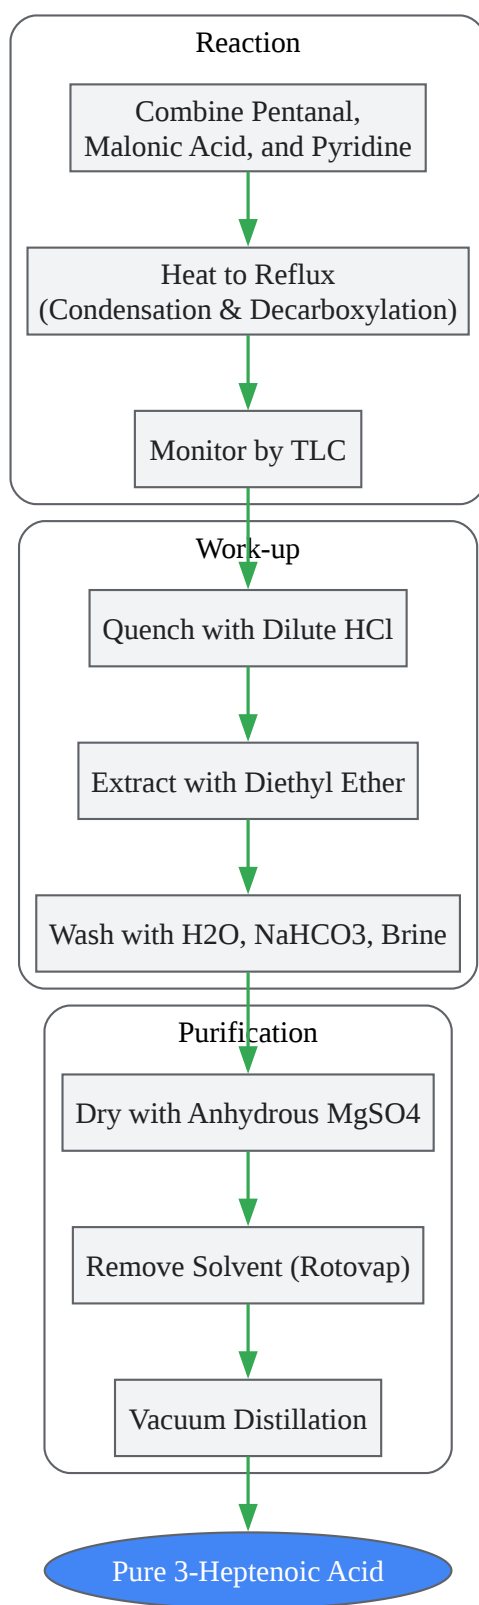 Reaction
Combine Pentanal,
Malonic Acid, and Pyridine
Heat to Reflux
(Condensation & Decarboxylation)
Monitor by TLC
Work-up
Quench with Dilute HCl
Extract with Diethyl Ether
Wash with H2O, NaHCO3, Brine
Purification
Dry with Anhydrous MgSO4
Remove Solvent (Rotovap)
Vacuum Distillation
Pure 3-Heptenoic Acid